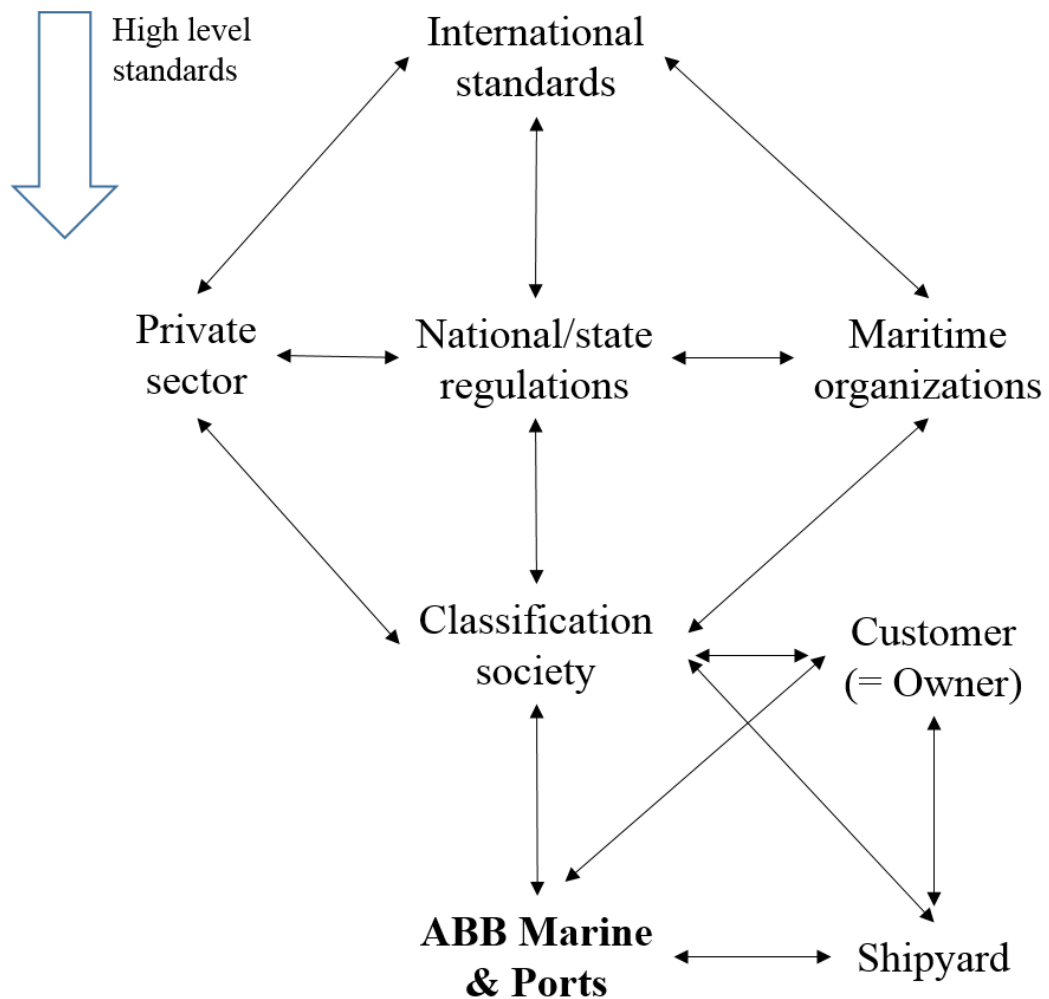 High level
standards
International
standards
Private
sector
National/state
regulations
Maritime
organizations
Classification
society
Customer
(= Owner)
ABB Marine
& Ports
Shipyard